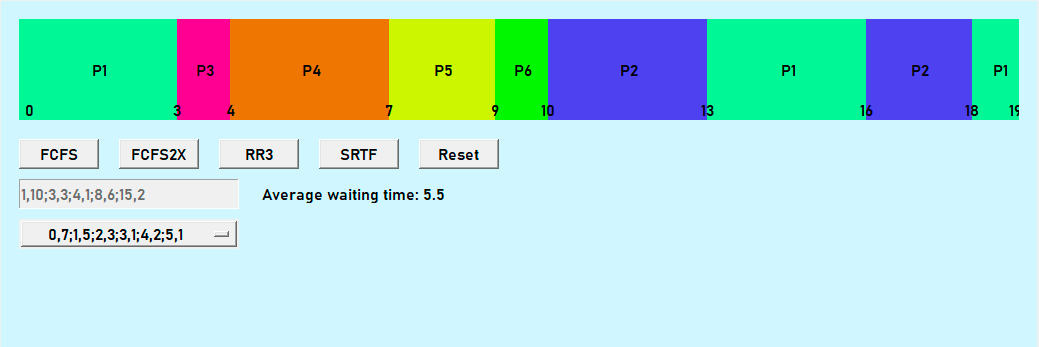 P1 P3 P4 P5 P6 P2 P1 P2 P1
0 3 4 7 9 10 13 16 18 19
FCFS FCFS2X RR3 SRTF Reset
1,10;3,3;4,1;8,6;15,2 Average waiting time: 5.5
0,7;1,5;2,3;3,1;4,2;5,1